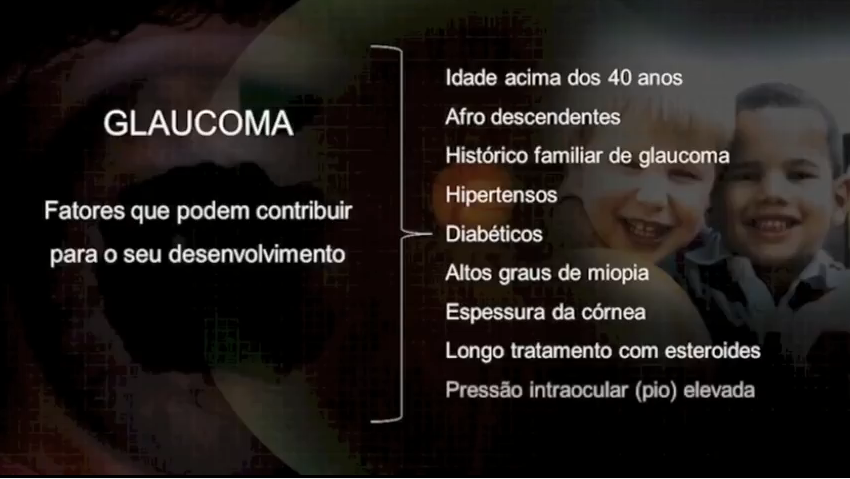 GLAUCOMA
Fatores que podem contribuir
para o seu desenvolvimento
Idade acima dos 40 anos
Afro descendentes
Histórico familiar de glaucoma
Hipertensos
Diabéticos
Altos graus de miopia
Espessura da córnea
Longo tratamento com esteroides
Pressão intraocular (pio) elevada